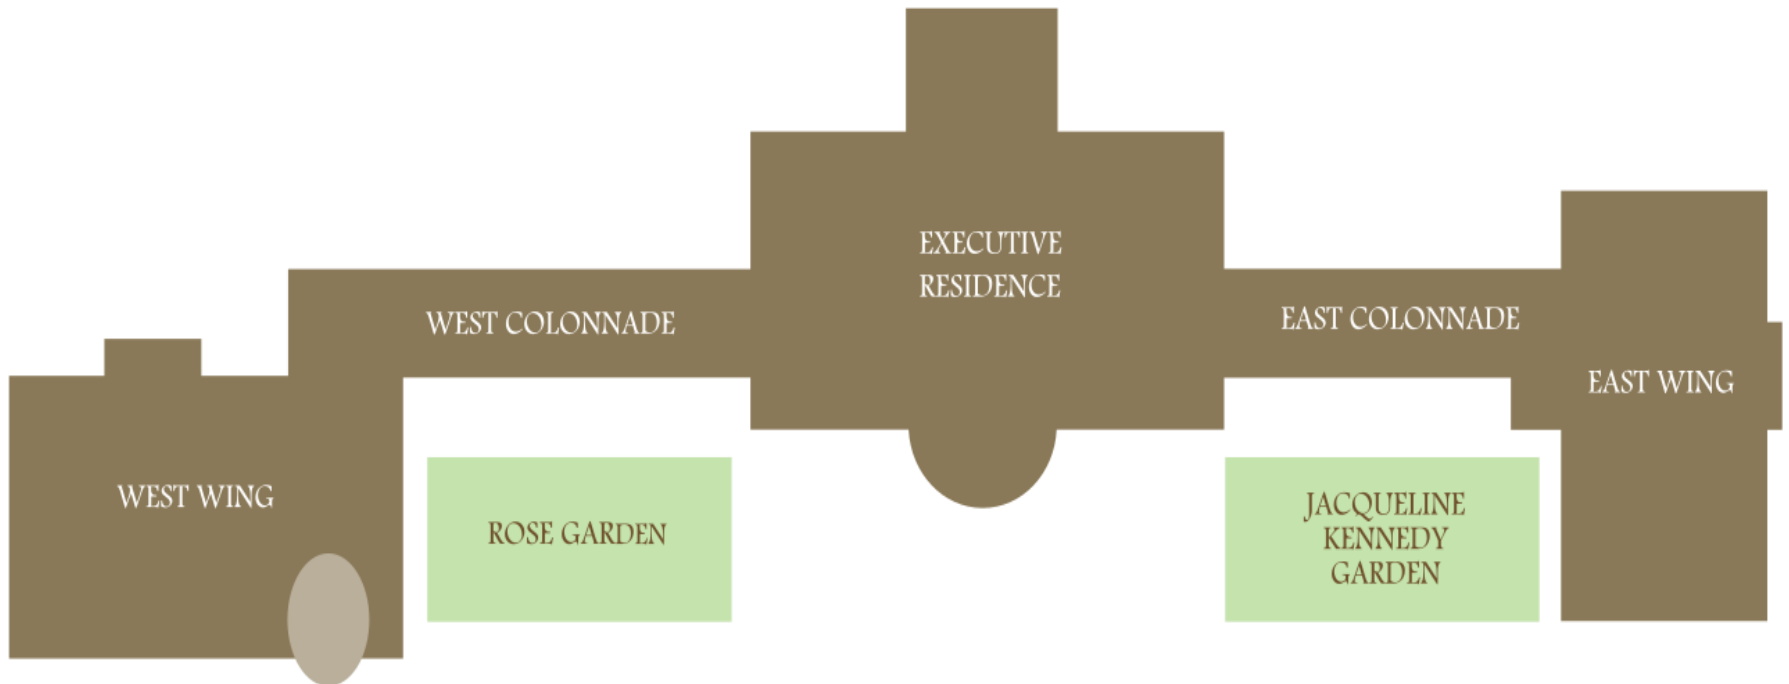 EXECUTIVE
RESIDENCE
WEST COLONNADE
EAST COLONNADE
EAST WING
WEST WING
ROSE GARDEN
JACQUELINE
KENNEDY
GARDEN